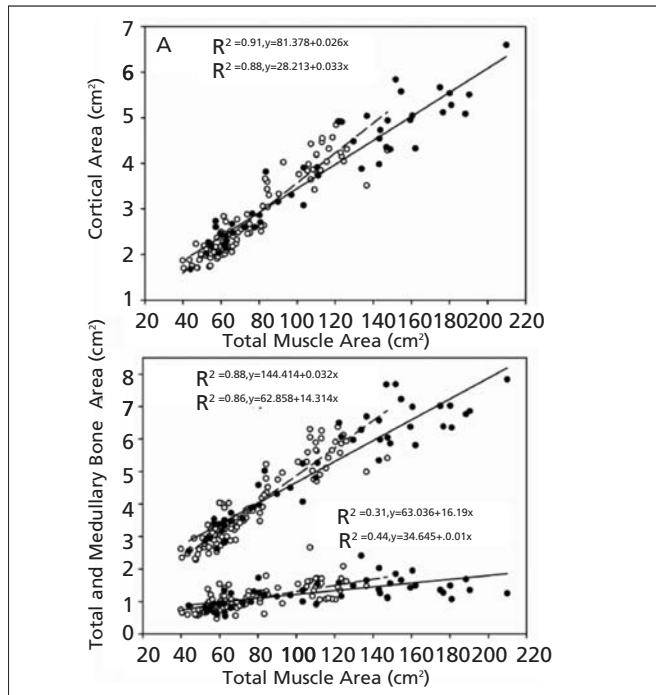 A
R² =0.91,y=81.378+0.026x
R² =0.88,y=28.213+0.033x
Cortical Area (cm²)
7
6
5
4
3
2
1
20 40 60 80 100 120 140 160 180 200 220
Total Muscle Area (cm²)
R² =0.88,y=144.414+0.032x
R² =0.86,y=62.858+14.314x
Total and Medullary Bone Area (cm²)
8
7
6
5
4
3
2
1
0
R² =0.31,y=63.036+16.19x
R² =0.44,y=34.645+.0.01x
20 40 60 80 100 120 140 160 180 200 220
Total Muscle Area (cm²)